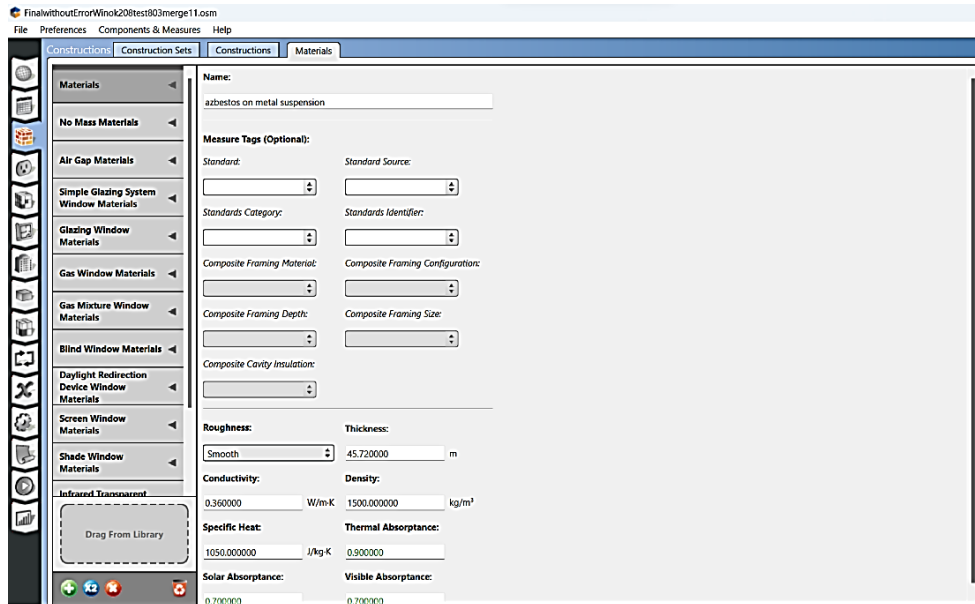 FinalwithoutErrorWinok208test803merge11.osm
File Preferences Components & Measures Help
Constructions Construction Sets Constructions Materials
Materials
No Mass Materials
Air Gap Materials
Simple Glazing System
Window Materials
Glazing Window
Materials
Gas Window Materials
Gas Mixture Window
Materials
Blind Window Materials
Daylight Redirection
Device Window
Materials
Screen Window
Materials
Shade Window
Materials
Infrared Transparent
Drag From Library
X2
Name:
azbestos on metal suspension
Measure Tags (Optional):
Standard: Standard Source:
Standards Category: Standards Identifier:
Composite Framing Material: Composite Framing Configuration:
Composite Framing Depth: Composite Framing Size:
Composite Cavity Insulation:
Roughness: Thickness:
Smooth 45.720000 m
Conductivity: Density:
0.360000 W/m·K 1500.000000 kg/m³
Specific Heat: Thermal Absorptance:
1050.000000 J/kg·K 0.900000
Solar Absorptance: Visible Absorptance:
0.700000 0.700000